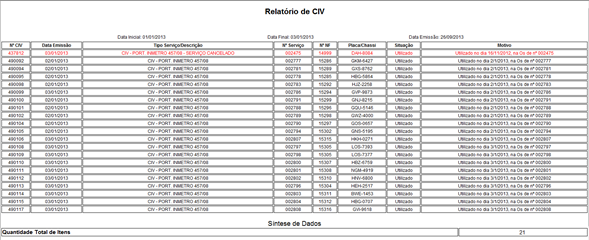 Relatório de CIV
Data Inicial: 01/01/2013 Data Final: 03/01/2013 Data Emissão: 26/09/2013
Nº CIV Data Emissão Tipo Serviço/Descrição Nº Serviço Nº NF Placa/Chassi Situação Motivo
437812 03/01/2013 CIV - PORT. INMETRO 457/08 - SERVIÇO CANCELADO 002475 14999 DAH-8084 Utilizado Utilizado no dia 10/11/2012, na Os de nº 002475
490092 02/01/2013 CIV - PORT. INMETRO 457/08 002777 15286 GKM-6427 Utilizado Utilizado no dia 2/1/2013, na Os de nº 002777
490094 02/01/2013 CIV - PORT. INMETRO 457/08 002781 15289 GXS-8762 Utilizado Utilizado no dia 2/1/2013, na Os de nº 002781
490095 02/01/2013 CIV - PORT. INMETRO 457/08 002778 HBG-5864 Utilizado Utilizado no dia 2/1/2013, na Os de nº 002778
490098 02/01/2013 CIV - PORT. INMETRO 457/08 002783 15292 HJZ-2258 Utilizado Utilizado no dia 2/1/2013, na Os de nº 002783
490099 03/01/2013 CIV - PORT. INMETRO 457/08 002786 15294 GVP-9873 Utilizado Utilizado no dia 2/1/2013, na Os de nº 002786
490100 02/01/2013 CIV - PORT. INMETRO 457/08 002791 15299 GNJ-8215 Utilizado Utilizado no dia 2/1/2013, na Os de nº 002791
490101 02/01/2013 CIV - PORT. INMETRO 457/08 002788 15296 GQU-5146 Utilizado Utilizado no dia 2/1/2013, na Os de nº 002788
490102 02/01/2013 CIV - PORT. INMETRO 457/08 002789 15298 GWZ-4000 Utilizado Utilizado no dia 2/1/2013, na Os de nº 002789
490104 02/01/2013 CIV - PORT. INMETRO 457/08 002790 15297 GOS-0657 Utilizado Utilizado no dia 2/1/2013, na Os de nº 002790
490105 02/01/2013 CIV - PORT. INMETRO 457/08 002794 15302 GNS-5195 Utilizado Utilizado no dia 2/1/2013, na Os de nº 002794
490106 03/01/2013 CIV - PORT. INMETRO 457/08 002807 15315 HKH-0271 Utilizado Utilizado no dia 3/1/2013, na Os de nº 002807
490108 03/01/2013 CIV - PORT. INMETRO 457/08 002797 15305 LOS-7393 Utilizado Utilizado no dia 3/1/2013, na Os de nº 002797
490109 03/01/2013 CIV - PORT. INMETRO 457/08 002798 15305 LOS-7377 Utilizado Utilizado no dia 3/1/2013, na Os de nº 002798
490110 03/01/2013 CIV - PORT. INMETRO 457/08 002800 15307 HBZ-6758 Utilizado Utilizado no dia 3/1/2013, na Os de nº 002800
490111 03/01/2013 CIV - PORT. INMETRO 457/08 002801 15308 NGM-4918 Utilizado Utilizado no dia 3/1/2013, na Os de nº 002801
490112 03/01/2013 CIV - PORT. INMETRO 457/08 002802 15310 HNV-6800 Utilizado Utilizado no dia 3/1/2013, na Os de nº 002802
490113 03/01/2013 CIV - PORT. INMETRO 457/08 002796 15304 HEH-2517 Utilizado Utilizado no dia 3/1/2013, na Os de nº 002796
490114 03/01/2013 CIV - PORT. INMETRO 457/08 002803 15311 BWE-1453 Utilizado Utilizado no dia 3/1/2013, na Os de nº 002803
490115 03/01/2013 CIV - PORT. INMETRO 457/08 002804 15312 HBG-0707 Utilizado Utilizado no dia 3/1/2013, na Os de nº 002804
490117 03/01/2013 CIV - PORT. INMETRO 457/08 002808 15316 GVI-9618 Utilizado Utilizado no dia 3/1/2013, na Os de nº 002808
Síntese de Dados
Quantidade Total de Itens 21